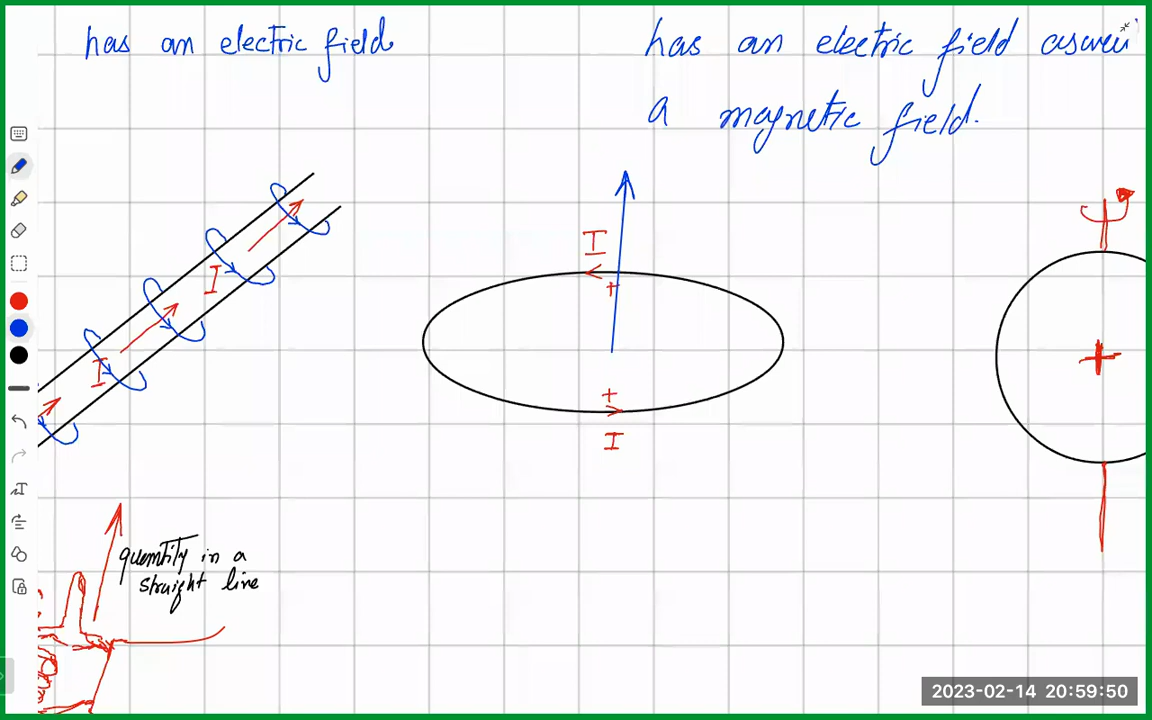 has an electric field
has an electric field aswell
a magnetic field.
I
I
I
+
+
I
+
quantity in a
straight line
2023-02-14 20:59:50